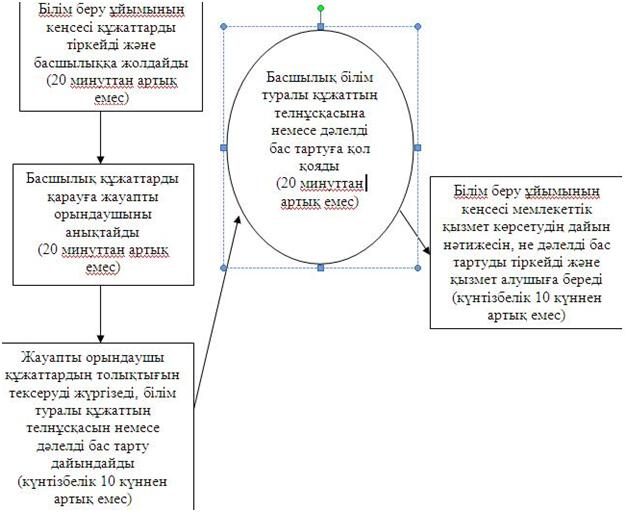 Білім беру ұйымының
кеңсесі құжаттарды
тіркейді және
басшылыққа жолдайды
(20 минуттан артық
емес)
Басшылық құжаттарды
қарауға жауапты
орындаушыны
анықтайды
(20 минуттан артық
емес)
Жауапты орындаушы
құжаттардың толықтығын
тексеруді жүргізеді, білім
туралы құжаттың
телнұсқасын немесе
дәлелді бас тарту
дайындайды
(күнтізбелік 10 күннен
артық емес)
Басшылық білім
туралы құжаттың
телнұсқасына
немесе дәлелді
бас тартуға қол
қояды
(20 минуттан
артық емес)
Білім беру ұйымының
кеңсесі мемлекеттік
қызмет көрсетудің дайын
нәтижесін, не дәлелді бас
тартуды тіркейді және
қызмет алушыға береді
(күнтізбелік 10 күннен
артық емес)